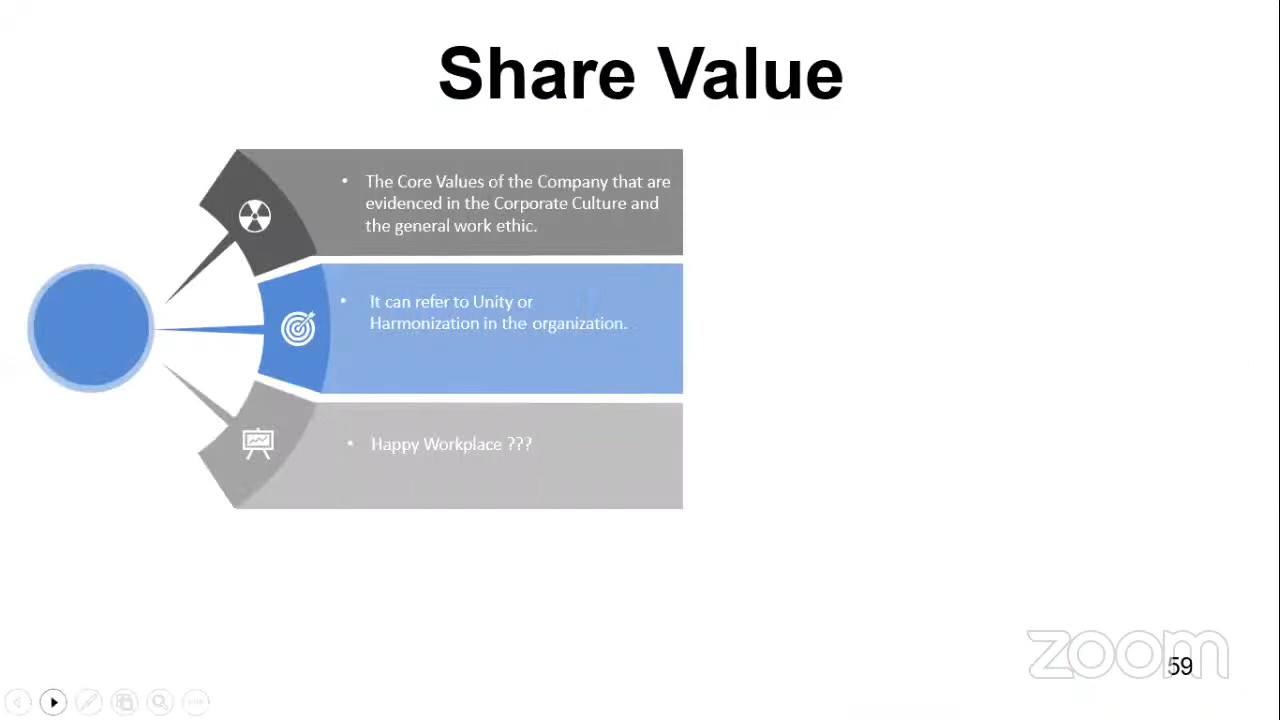 Share Value
• The Core Values of the Company that are
evidenced in the Corporate Culture and
the general work ethic.
• It can refer to Unity or
Harmonization in the organization.
• Happy Workplace ???
zoom
59